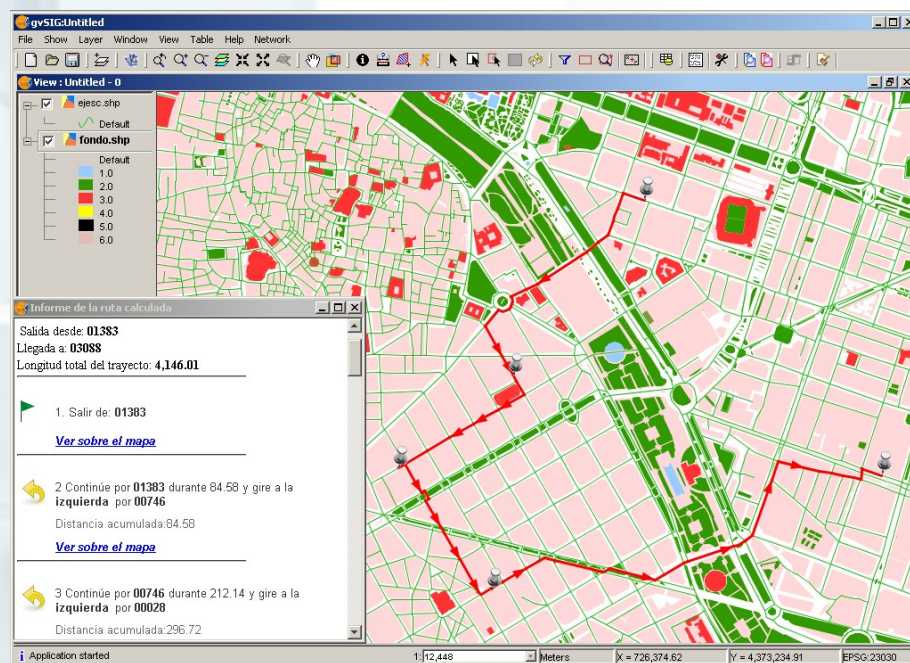 gvSIG:Untitled
File Show Layer Window View Table Help Network
View : Untitled - 0
ejesc.shp
Default
fondo.shp
Default
1.0
2.0
3.0
4.0
5.0
6.0
Informe de la ruta calculada
Salida desde: 01383
Llegada a: 03088
Longitud total del trayecto: 4,146.01
1. Salir de: 01383
Ver sobre el mapa
2 Continúe por 01383 durante 84.58 y gire a la
izquierda por 00746
Distancia acumulada:84.58
Ver sobre el mapa
3 Continúe por 00746 durante 212.14 y gire a la
izquierda por 00028
Distancia acumulada:296.72
Application started 1: 12,448 Meters X = 726,374.62 Y = 4,373,234.91 EPSG:23030